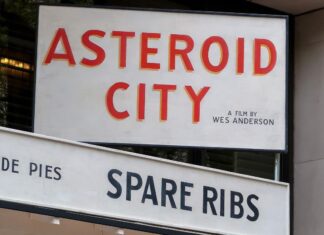 ASTEROID
CITY
A FILM BY
WES ANDERSON
DE PIES
SPARE RIBS